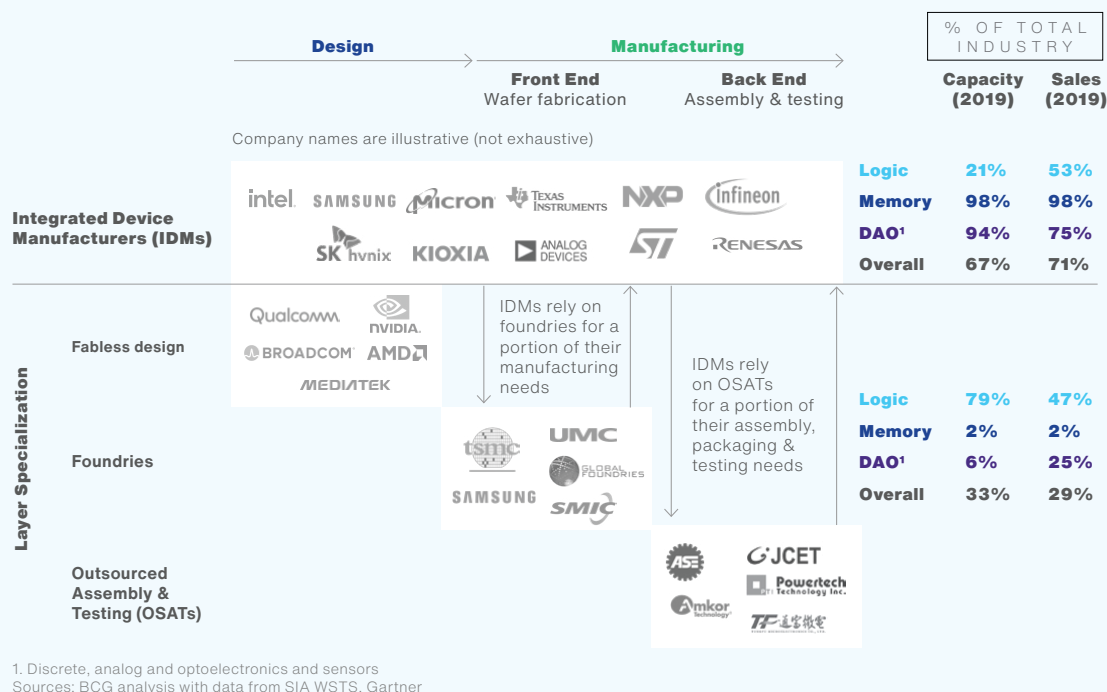 % OF TOTAL
INDUSTRY
Design
Manufacturing
Front End
Wafer fabrication
Back End
Assembly & testing
Capacity
(2019)
Sales
(2019)
Company names are illustrative (not exhaustive)
Integrated Device
Manufacturers (IDMs)
intel.
SAMSUNG
Micron
TEXAS
INSTRUMENTS
NXP
infineon
SK hynix
KIOXIA
ANALOG
DEVICES
ST
RENESAS
Logic 21% 53%
Memory 98% 98%
DAO¹ 94% 75%
Overall 67% 71%
Layer Specialization
Fabless design
Qualcomm
NVIDIA.
BROADCOM
AMD
MEDIATEK
IDMs rely on
foundries for a
portion of their
manufacturing
needs
IDMs rely
on OSATs
for a portion of
their assembly,
packaging &
testing needs
Logic 79% 47%
Memory 2% 2%
DAO¹ 6% 25%
Overall 33% 29%
Foundries
tsmc
UMC
GLOBAL
FOUNDRIES
SAMSUNG
SMIC
Outsourced
Assembly &
Testing (OSATs)
ASE
JCET
Powertech
Technology Inc.
PTI
Amkor
Technology
TF
1. Discrete, analog and optoelectronics and sensors
Sources: BCG analysis with data from SIA WSTS, Gartner